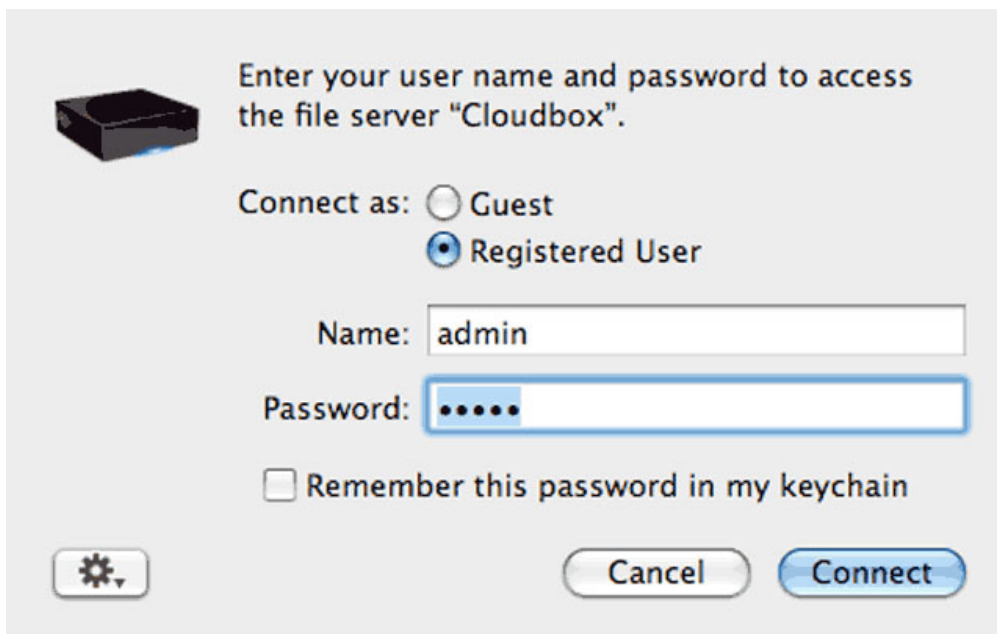 Enter your user name and password to access
the file server “Cloudbox”.
Connect as: Guest
Registered User
Name: admin
Password: •••••
Remember this password in my keychain
Cancel Connect